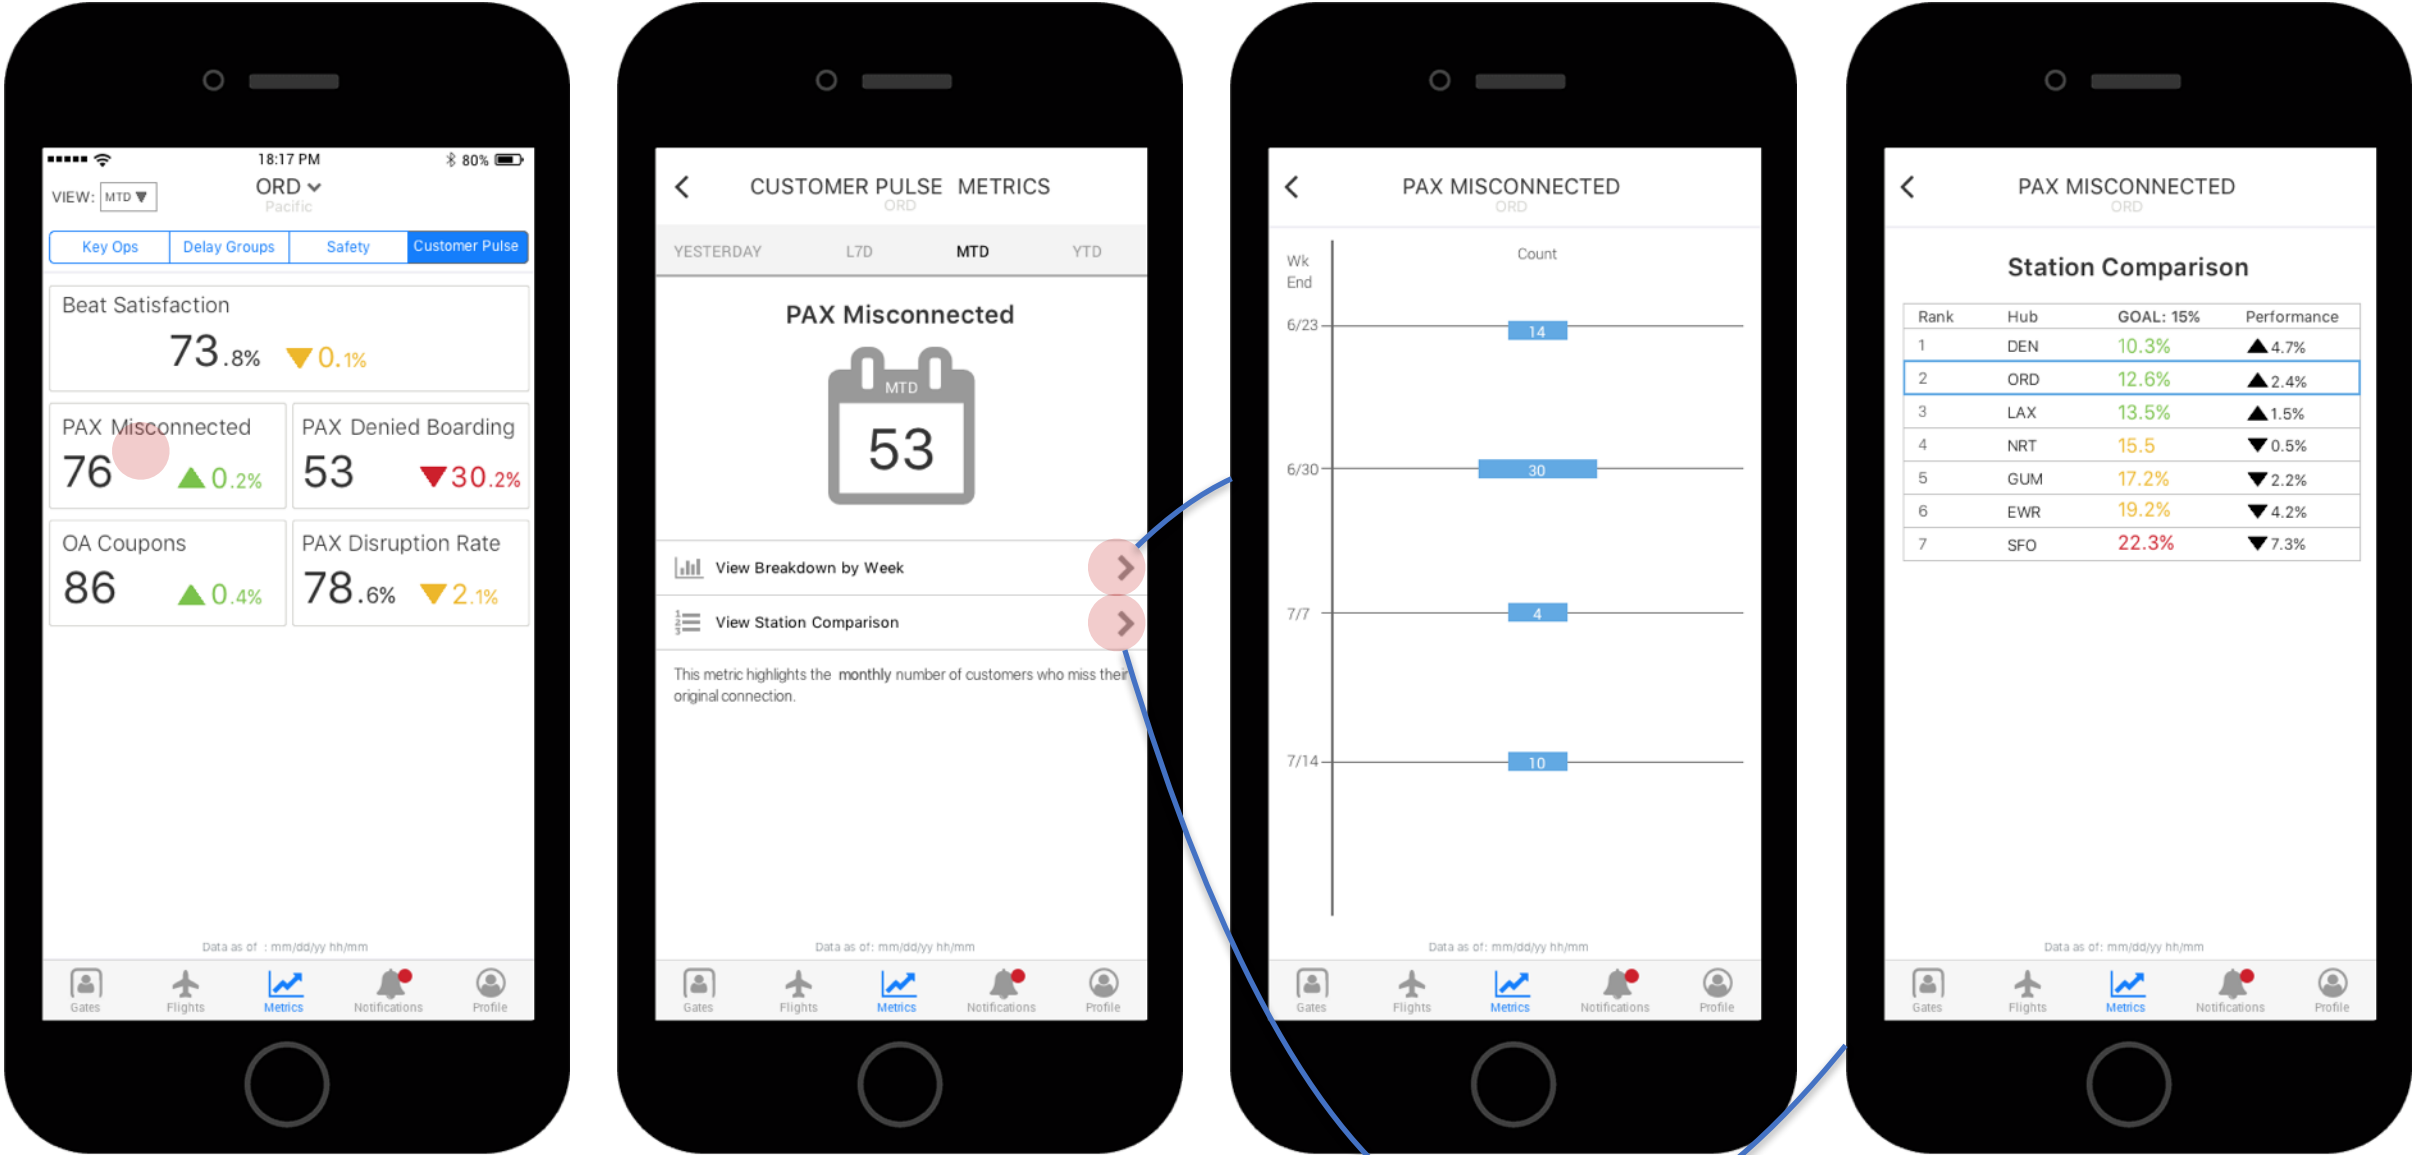 18:17 PM
80%
VIEW: MTD ▼
ORD
Pacific
Key Ops Delay Groups Safety Customer Pulse
Beat Satisfaction
73.8% ▼0.1%
PAX Misconnected
76 ▲0.2%
PAX Denied Boarding
53 ▼30.2%
OA Coupons
86 ▲0.4%
PAX Disruption Rate
78.6% ▼2.1%
Data as of : mm/dd/yy hh/mm
Gates Flights Metrics Notifications Profile
CUSTOMER PULSE METRICS
ORD
YESTERDAY L7D MTD YTD
PAX Misconnected
MTD
53
View Breakdown by Week
1
2
3
View Station Comparison
This metric highlights the monthly number of customers who miss their
original connection.
Data as of: mm/dd/yy hh/mm
Gates Flights Metrics Notifications Profile
PAX MISCONNECTED
ORD
Wk
End
Count
6/23 14
6/30 30
7/7 4
7/14 10
Data as of: mm/dd/yy hh/mm
Gates Flights Metrics Notifications Profile
PAX MISCONNECTED
ORD
Station Comparison
Rank Hub GOAL: 15% Performance
1 DEN 10.3% ▲4.7%
2 ORD 12.6% ▲2.4%
3 LAX 13.5% ▲1.5%
4 NRT 15.5 ▼0.5%
5 GUM 17.2% ▼2.2%
6 EWR 19.2% ▼4.2%
7 SFO 22.3% ▼7.3%
Data as of: mm/dd/yy hh/mm
Gates Flights Metrics Notifications Profile